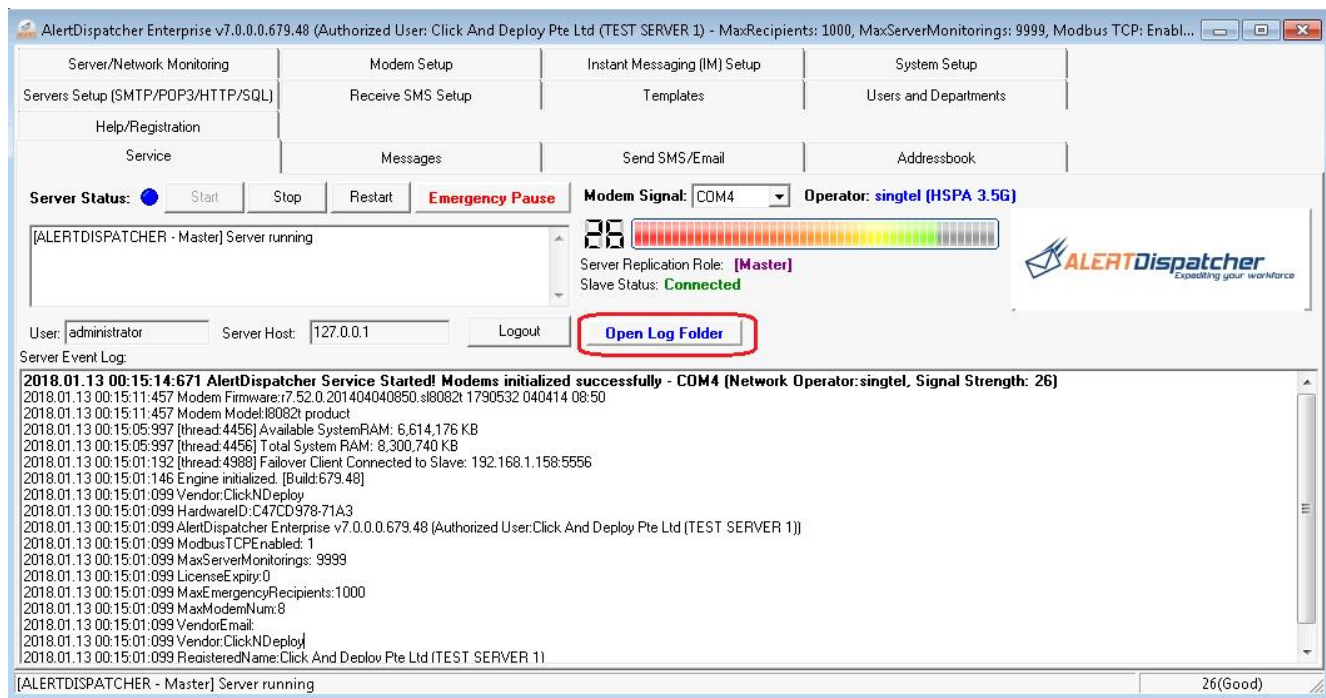 AlertDispatcher Enterprise v7.0.0.0.679.48 (Authorized User: Click And Deploy Pte Ltd (TEST SERVER 1) - MaxRecipients: 1000, MaxServerMonitorings: 9999, Modbus TCP: Enabl...
Server/Network Monitoring Modem Setup Instant Messaging (IM) Setup System Setup
Servers Setup (SMTP/POP3/HTTP/SQL) Receive SMS Setup Templates Users and Departments
Help/Registration
Service Messages Send SMS/Email Addressbook
Server Status: Start Stop Restart Emergency Pause Modem Signal: COM4 Operator: singtel (HSPA 3.5G)
[ALERTDISPATCHER - Master] Server running
26
ALERTDispatcher
Expediting your workforce
Server Replication Role: [Master]
Slave Status: Connected
User: administrator Server Host: 127.0.0.1 Logout Open Log Folder
Server Event Log:
2018.01.13 00:15:14:671 AlertDispatcher Service Started! Modems initialized successfully - COM4 (Network Operator:singtel, Signal Strength: 26)
2018.01.13 00:15:11:457 Modem Firmware:r7.52.0.201404040850.sl8082t 1790532 040414 08:50
2018.01.13 00:15:11:457 Modem Model:l8082t product
2018.01.13 00:15:05:997 [thread:4456] Available SystemRAM: 6,614,176 KB
2018.01.13 00:15:05:997 [thread:4456] Total System RAM: 8,300,740 KB
2018.01.13 00:15:01:192 [thread:4988] Failover Client Connected to Slave: 192.168.1.158:5556
2018.01.13 00:15:01:146 Engine initialized. [Build:679.48]
2018.01.13 00:15:01:099 Vendor:ClickNDeploy
2018.01.13 00:15:01:099 HardwareID:C47CD978-71A3
2018.01.13 00:15:01:099 AlertDispatcher Enterprise v7.0.0.0.679.48 (Authorized User:Click And Deploy Pte Ltd (TEST SERVER 1))
2018.01.13 00:15:01:099 ModbusTCPEnabled: 1
2018.01.13 00:15:01:099 MaxServerMonitorings: 9999
2018.01.13 00:15:01:099 LicenseExpiry:0
2018.01.13 00:15:01:099 MaxEmergencyRecipients:1000
2018.01.13 00:15:01:099 MaxModemNum:8
2018.01.13 00:15:01:099 VendorEmail:
2018.01.13 00:15:01:099 Vendor:ClickNDeploy
2018.01.13 00:15:01:099 RegisteredName:Click And Deploy Pte Ltd (TEST SERVER 1)
[ALERTDISPATCHER - Master] Server running 26(Good)